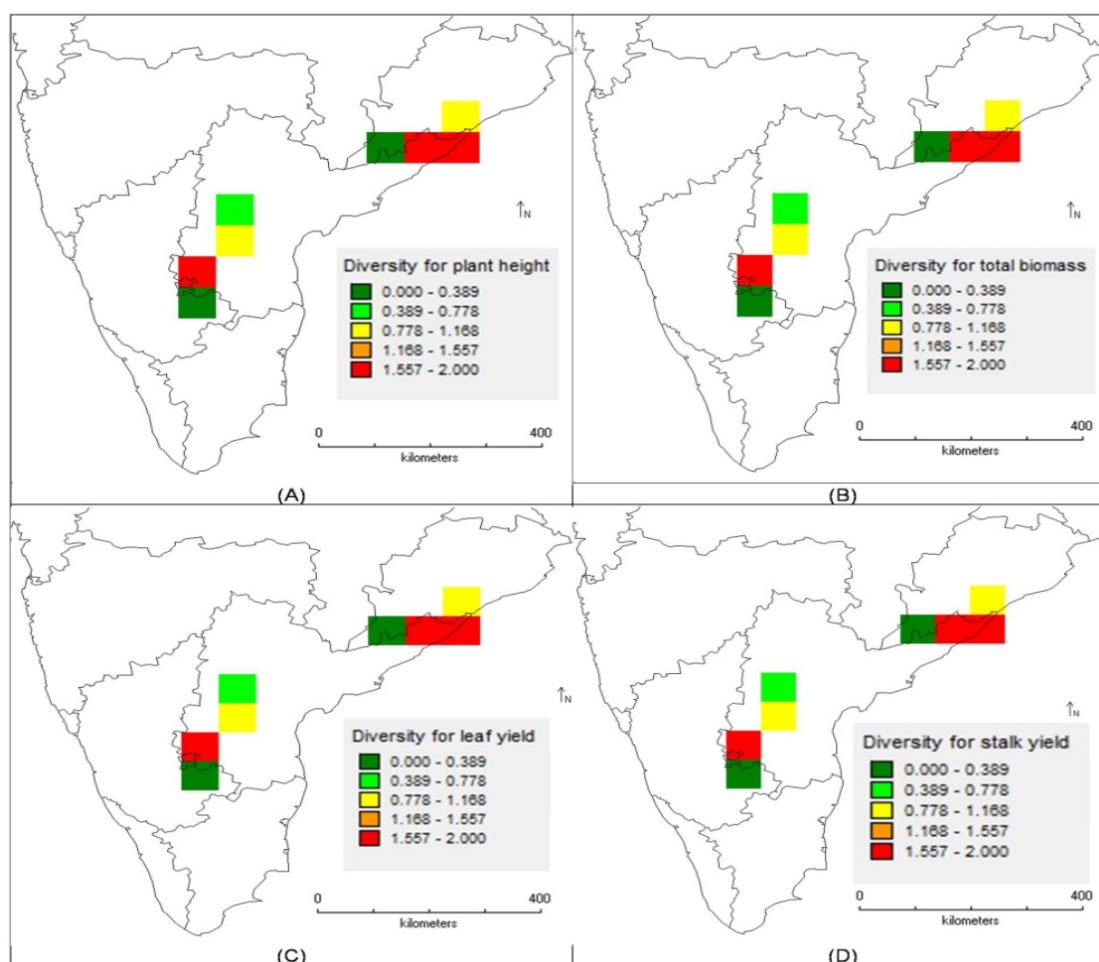 N
Diversity for plant height
0.000 - 0.389
0.389 - 0.778
0.778 - 1.168
1.168 - 1.557
1.557 - 2.000
0 400
kilometers
(A)
N
Diversity for total biomass
0.000 - 0.389
0.389 - 0.778
0.778 - 1.168
1.168 - 1.557
1.557 - 2.000
0 400
kilometers
(B)
N
Diversity for leaf yield
0.000 - 0.389
0.389 - 0.778
0.778 - 1.168
1.168 - 1.557
1.557 - 2.000
0 400
kilometers
(C)
N
Diversity for stalk yield
0.000 - 0.389
0.389 - 0.778
0.778 - 1.168
1.168 - 1.557
1.557 - 2.000
0 400
kilometers
(D)